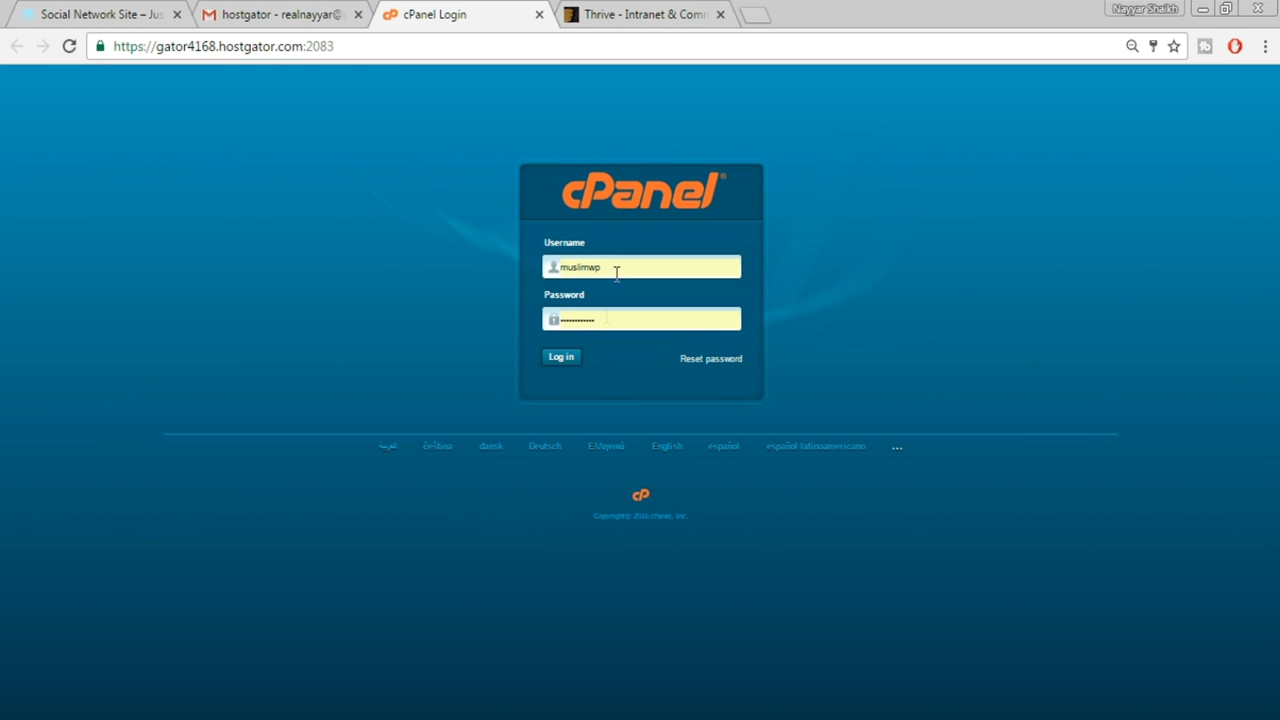 Social Network Site – Jus
hostgator - realnayyar@
cPanel Login
Thrive - Intranet & Comm
Nayyar Shaikh
https://gator4168.hostgator.com:2083
cPanel®
Username
muslimwp
Password
............
Log in
Reset password
العربية
čeština
dansk
Deutsch
Ελληνικά
English
español
español latinoamericano
...
cP
Copyright© 2016 cPanel, Inc.